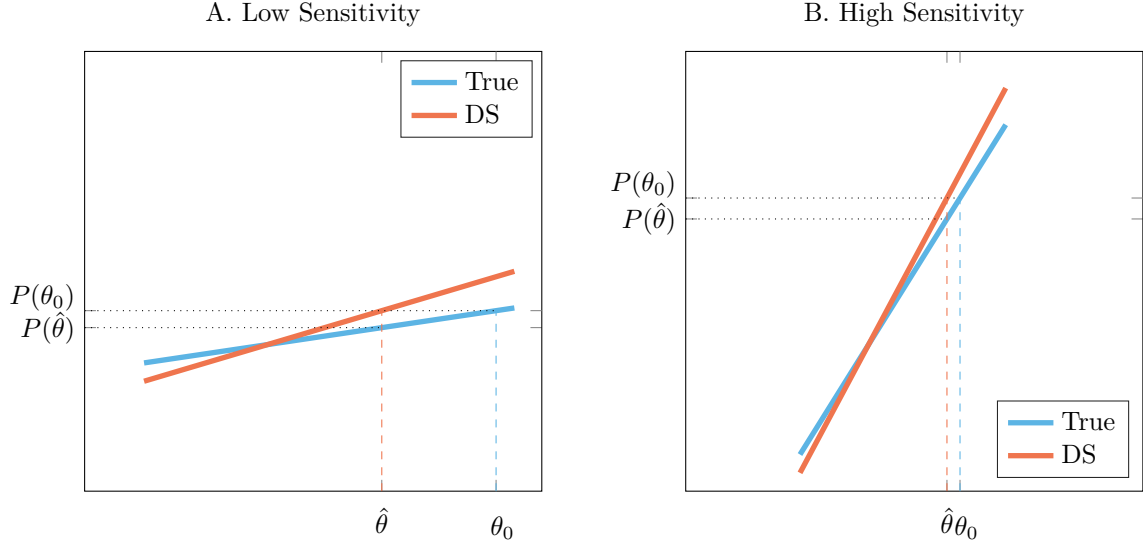 A. Low Sensitivity
True
DS
P(θ₀)
P(θ̂)
θ̂
θ₀
B. High Sensitivity
P(θ₀)
P(θ̂)
True
DS
θ̂
θ₀